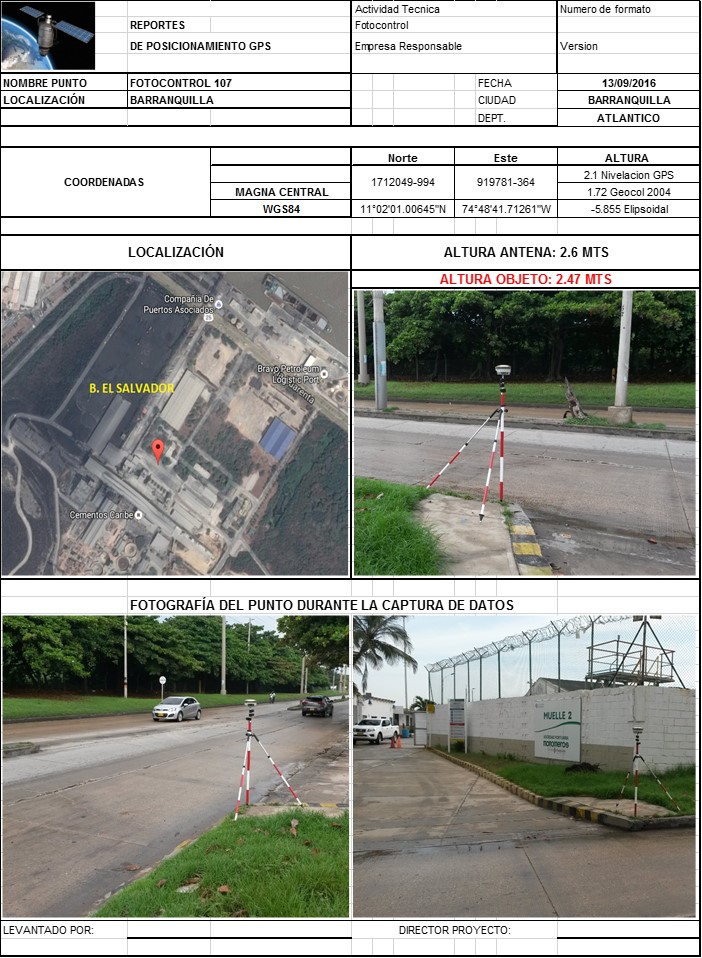 Actividad Tecnica
Numero de formato
REPORTES
Fotocontrol
DE POSICIONAMIENTO GPS
Empresa Responsable
Version
NOMBRE PUNTO
FOTOCONTROL 107
FECHA
13/09/2016
LOCALIZACIÓN
BARRANQUILLA
CIUDAD
BARRANQUILLA
DEPT.
ATLANTICO
COORDENADAS
Norte
Este
ALTURA
MAGNA CENTRAL
1712049-994
919781-364
2.1 Nivelacion GPS
1.72 Geocol 2004
WGS84
11°02'01.00645"N
74°48'41.71261"W
-5.855 Elipsoidal
LOCALIZACIÓN
ALTURA ANTENA: 2.6 MTS
ALTURA OBJETO: 2.47 MTS
Compañia De
Puertos Asociados
25
Bravo Petroleum
Logistic Port
B. EL SALVADOR
Cementos Caribe
FOTOGRAFÍA DEL PUNTO DURANTE LA CAPTURA DE DATOS
MUELLE 2
SOCIEDAD PORTUARIA
monomeros
LEVANTADO POR:
DIRECTOR PROYECTO: